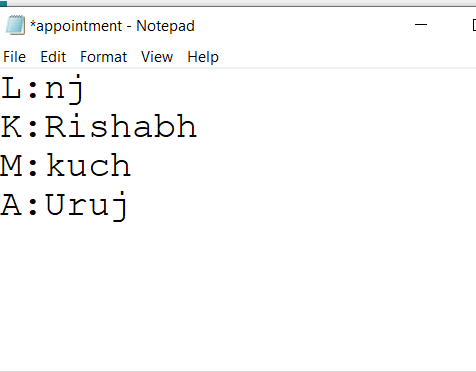 *appointment - Notepad
File Edit Format View Help
L:nj
K:Rishabh
M:kuch
A:Uruj